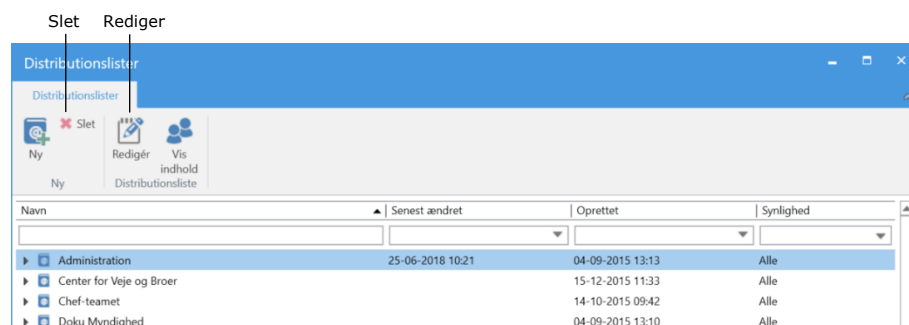 Slet Rediger
Distributionslister
Distributionslister
Slet
Ny Redigér Vis
indhold
Ny Distributionsliste
Navn Senest ændret Oprettet Synlighed
Administration 25-06-2018 10:21 04-09-2015 13:13 Alle
Center for Veje og Broer 15-12-2015 11:33 Alle
Chef-teamet 14-10-2015 09:42 Alle
Doku Myndighed 04-09-2015 13:10 Alle